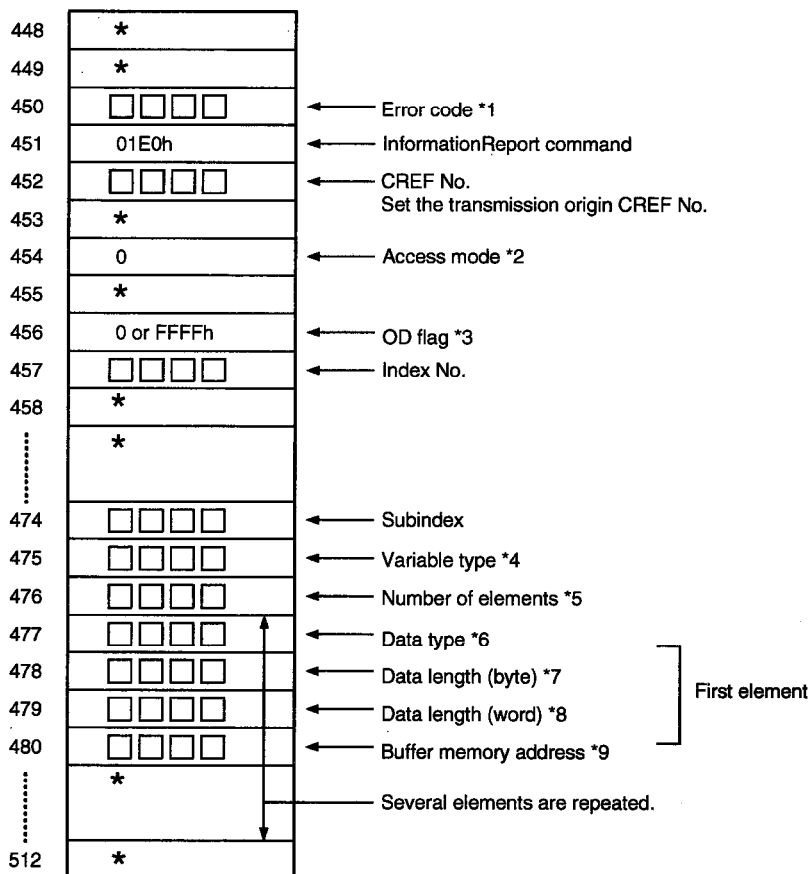 448 *
449 *
450 □□□□ Error code *1
451 01E0h InformationReport command
452 □□□□ CREF No.
Set the transmission origin CREF No.
453 *
454 0 Access mode *2
455 *
456 0 or FFFFh OD flag *3
457 □□□□ Index No.
458 *
*
474 □□□□ Subindex
475 □□□□ Variable type *4
476 □□□□ Number of elements *5
477 □□□□ Data type *6
478 □□□□ Data length (byte) *7
First element
479 □□□□ Data length (word) *8
480 □□□□ Buffer memory address *9
*
Several elements are repeated.
512 *